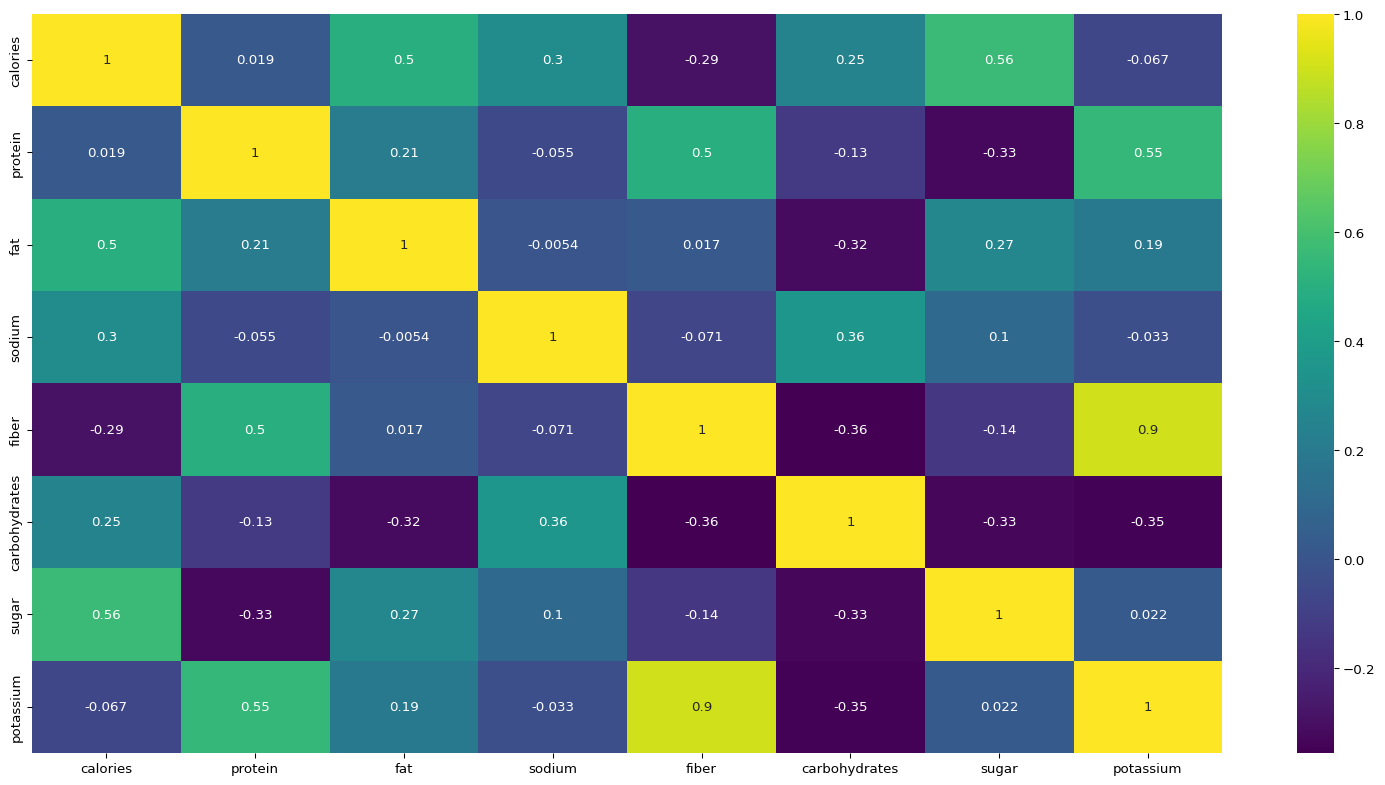 calories 1 0.019 0.5 0.3 -0.29 0.25 0.56 -0.067
protein 0.019 1 0.21 -0.055 0.5 -0.13 -0.33 0.55
fat 0.5 0.21 1 -0.0054 0.017 -0.32 0.27 0.19
sodium 0.3 -0.055 -0.0054 1 -0.071 0.36 0.1 -0.033
fiber -0.29 0.5 0.017 -0.071 1 -0.36 -0.14 0.9
carbohydrates 0.25 -0.13 -0.32 0.36 -0.36 1 -0.33 -0.35
sugar 0.56 -0.33 0.27 0.1 -0.14 -0.33 1 0.022
potassium -0.067 0.55 0.19 -0.033 0.9 -0.35 0.022 1
calories protein fat sodium fiber carbohydrates sugar potassium
1.0
0.8
0.6
0.4
0.2
0.0
−0.2